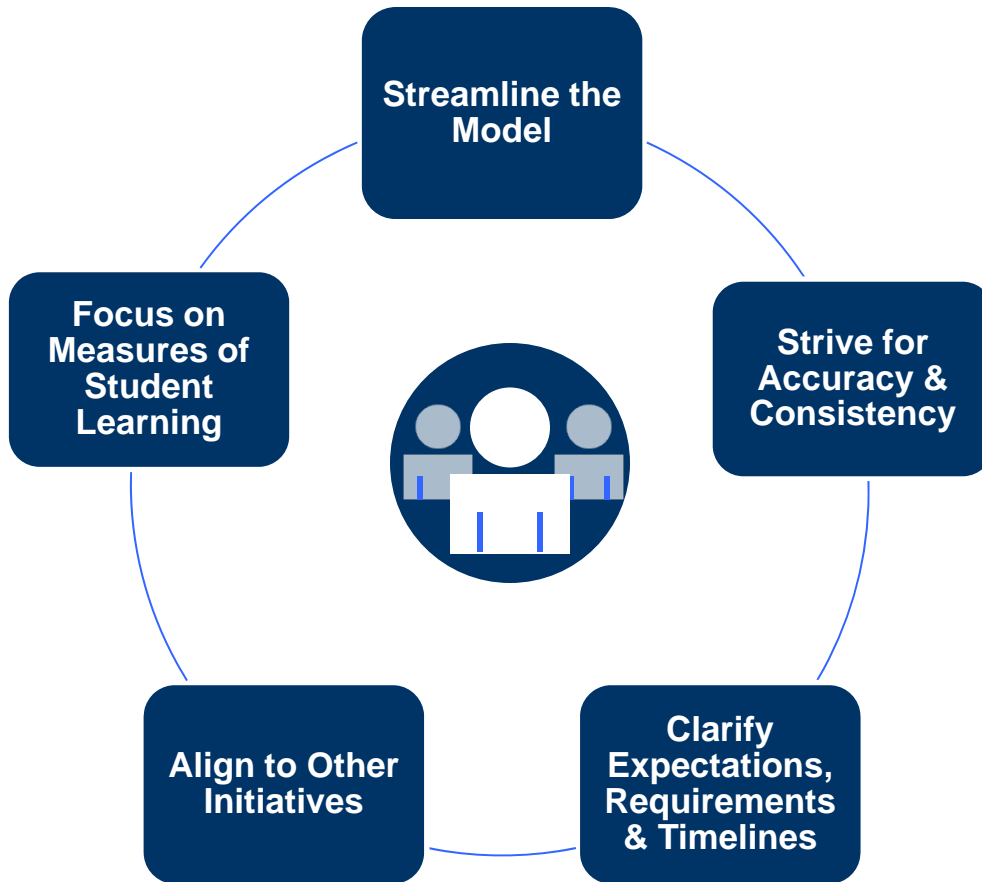 Streamline the
Model
Strive for
Accuracy &
Consistency
Clarify
Expectations,
Requirements
& Timelines
Align to Other
Initiatives
Focus on
Measures of
Student
Learning